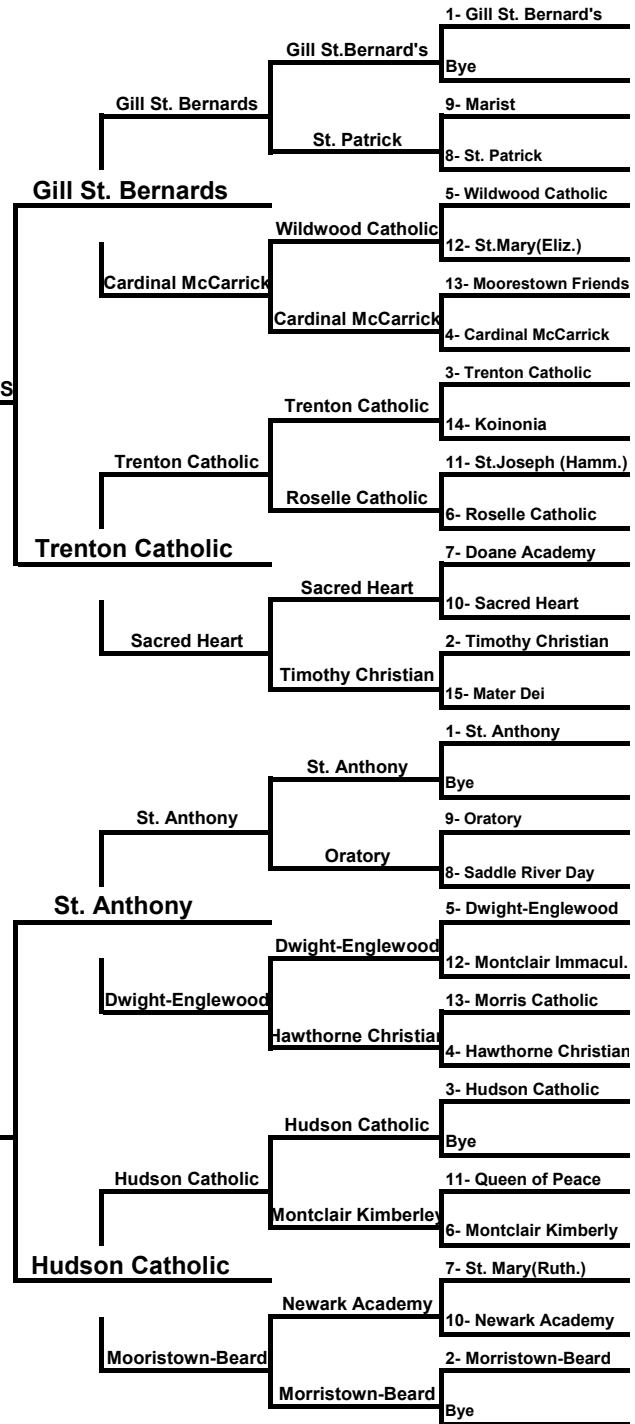 1- Gill St. Bernard's
Gill St.Bernard's
Bye
Gill St. Bernards
9- Marist
St. Patrick
8- St. Patrick
Gill St. Bernards
5- Wildwood Catholic
Wildwood Catholic
12- St.Mary(Eliz.)
Cardinal McCarrick
13- Moorestown Friends
Cardinal McCarrick
4- Cardinal McCarrick
S
3- Trenton Catholic
Trenton Catholic
14- Koinonia
Trenton Catholic
11- St.Joseph (Hamm.)
Roselle Catholic
6- Roselle Catholic
Trenton Catholic
7- Doane Academy
Sacred Heart
10- Sacred Heart
Sacred Heart
2- Timothy Christian
Timothy Christian
15- Mater Dei
1- St. Anthony
St. Anthony
Bye
St. Anthony
9- Oratory
Oratory
8- Saddle River Day
St. Anthony
5- Dwight-Englewood
Dwight-Englewood
12- Montclair Immacul.
Dwight-Englewood
13- Morris Catholic
Hawthorne Christian
4- Hawthorne Christian
3- Hudson Catholic
Hudson Catholic
Bye
Hudson Catholic
11- Queen of Peace
Montclair Kimberley
6- Montclair Kimberly
Hudson Catholic
7- St. Mary(Ruth.)
Newark Academy
10- Newark Academy
Mooristown-Beard
2- Morristown-Beard
Morristown-Beard
Bye